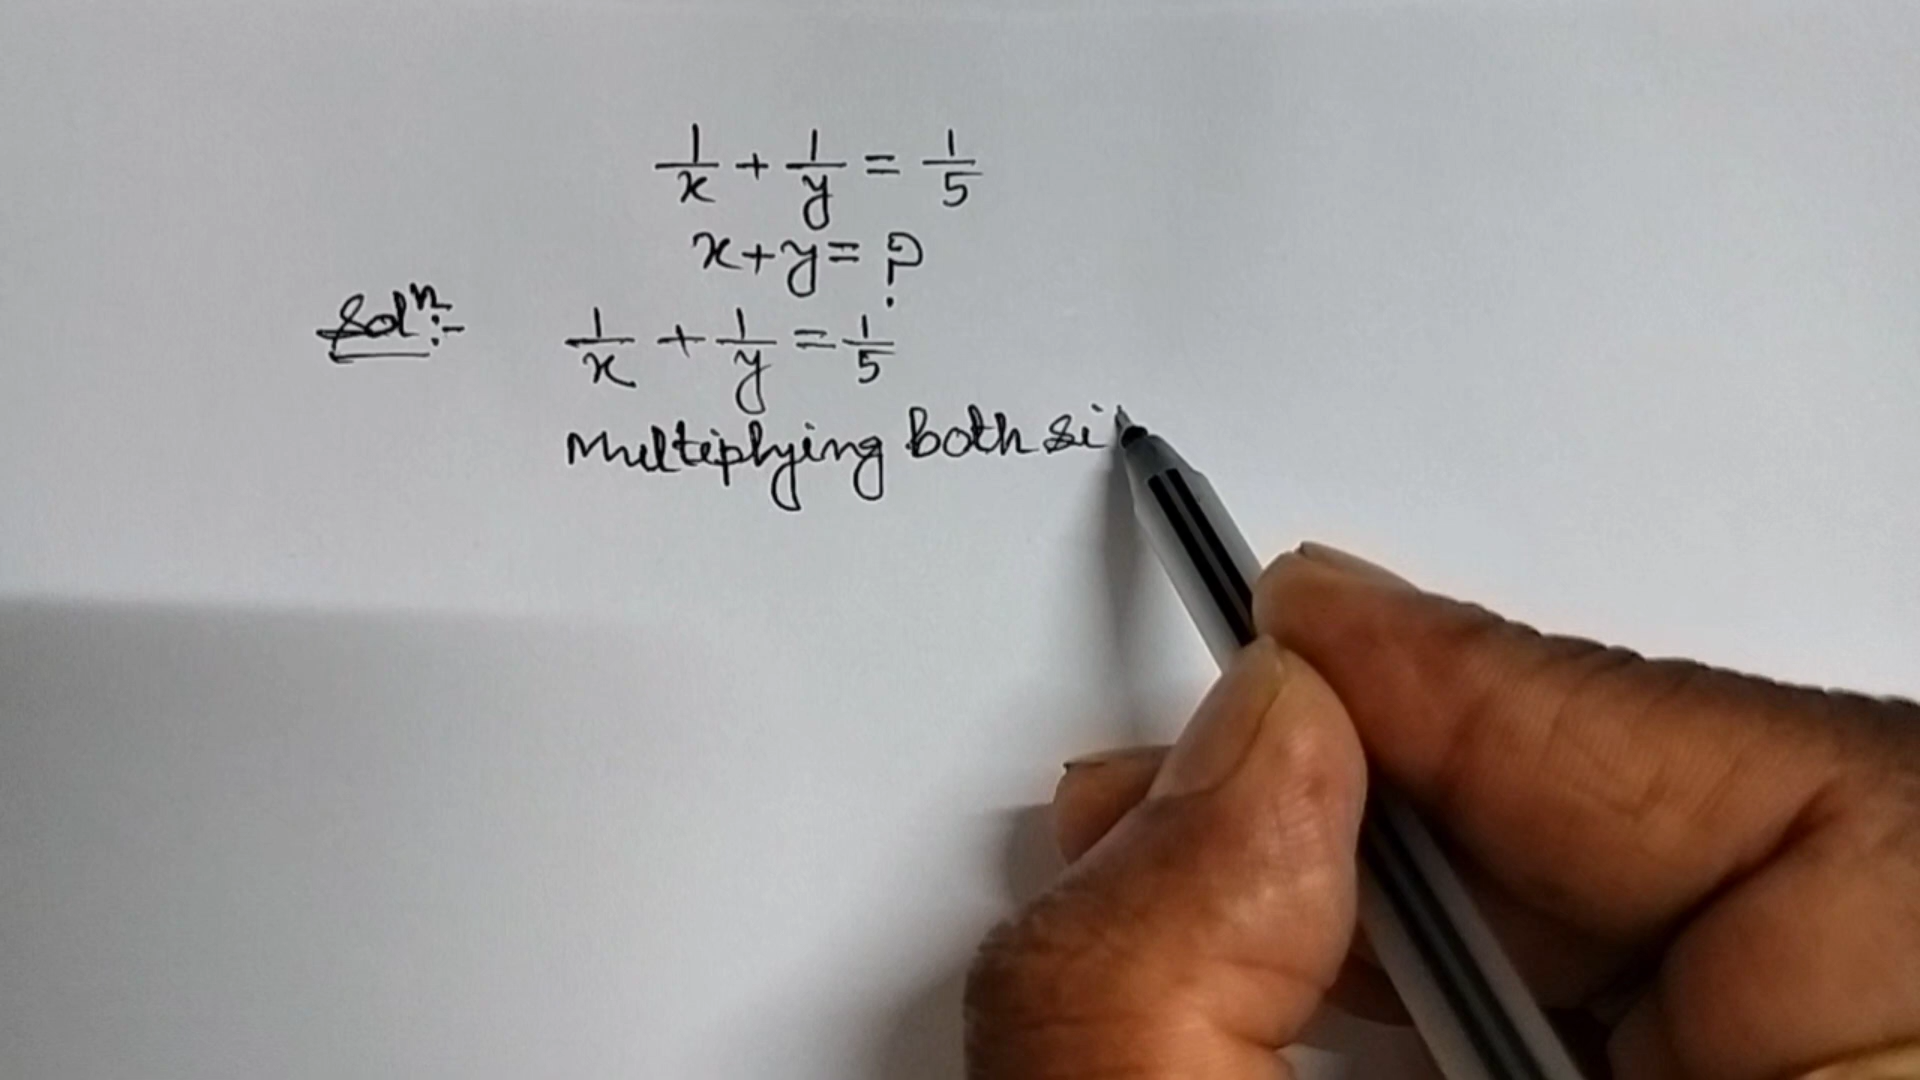 1/x + 1/y = 1/5
x+y= ?
Solⁿ:- 1/x + 1/y = 1/5
Multiplying both si